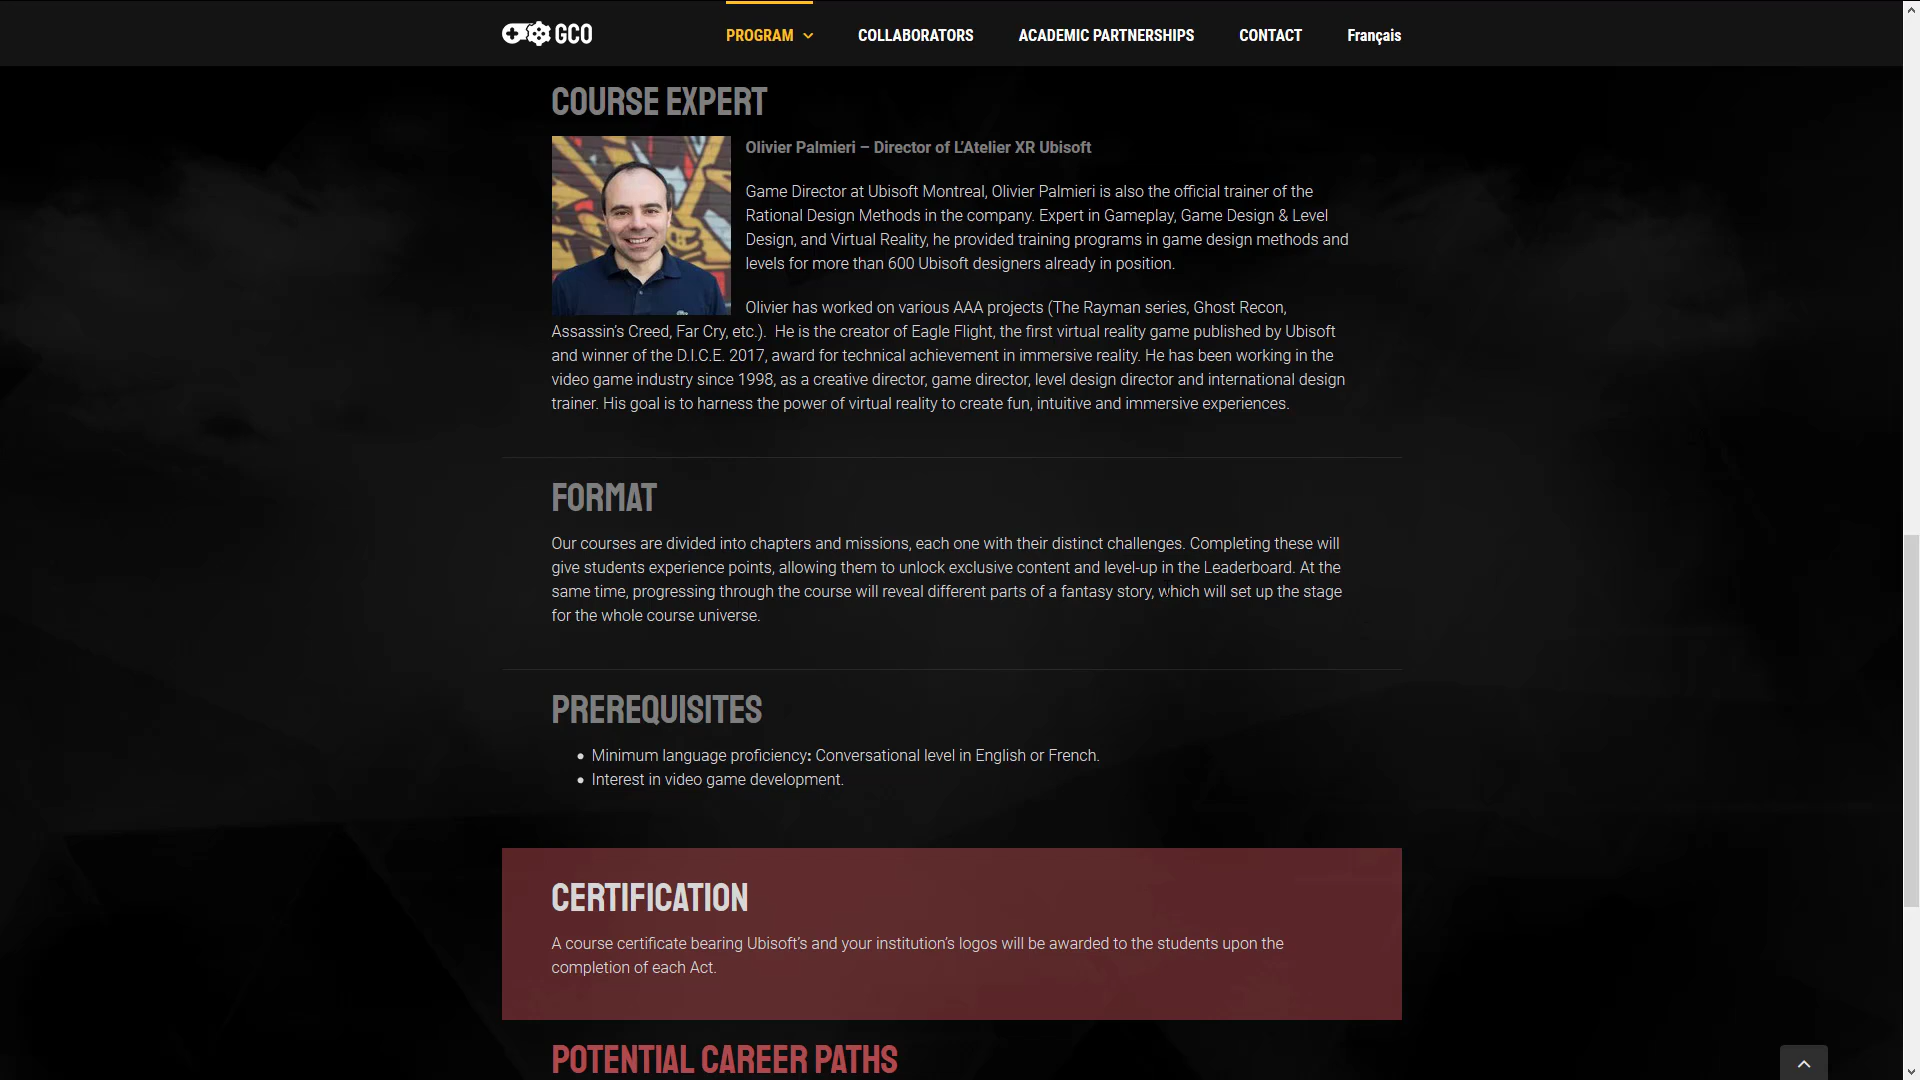 GCO
PROGRAM
COLLABORATORS
ACADEMIC PARTNERSHIPS
CONTACT
Français
COURSE EXPERT
Olivier Palmieri – Director of L’Atelier XR Ubisoft
Game Director at Ubisoft Montreal, Olivier Palmieri is also the official trainer of the
Rational Design Methods in the company. Expert in Gameplay, Game Design & Level
Design, and Virtual Reality, he provided training programs in game design methods and
levels for more than 600 Ubisoft designers already in position.
Olivier has worked on various AAA projects (The Rayman series, Ghost Recon,
Assassin’s Creed, Far Cry, etc.).  He is the creator of Eagle Flight, the first virtual reality game published by Ubisoft
and winner of the D.I.C.E. 2017, award for technical achievement in immersive reality. He has been working in the
video game industry since 1998, as a creative director, game director, level design director and international design
trainer. His goal is to harness the power of virtual reality to create fun, intuitive and immersive experiences.
FORMAT
Our courses are divided into chapters and missions, each one with their distinct challenges. Completing these will
give students experience points, allowing them to unlock exclusive content and level-up in the Leaderboard. At the
same time, progressing through the course will reveal different parts of a fantasy story, which will set up the stage
for the whole course universe.
PREREQUISITES
• Minimum language proficiency: Conversational level in English or French.
• Interest in video game development.
CERTIFICATION
A course certificate bearing Ubisoft’s and your institution’s logos will be awarded to the students upon the
completion of each Act.
POTENTIAL CAREER PATHS